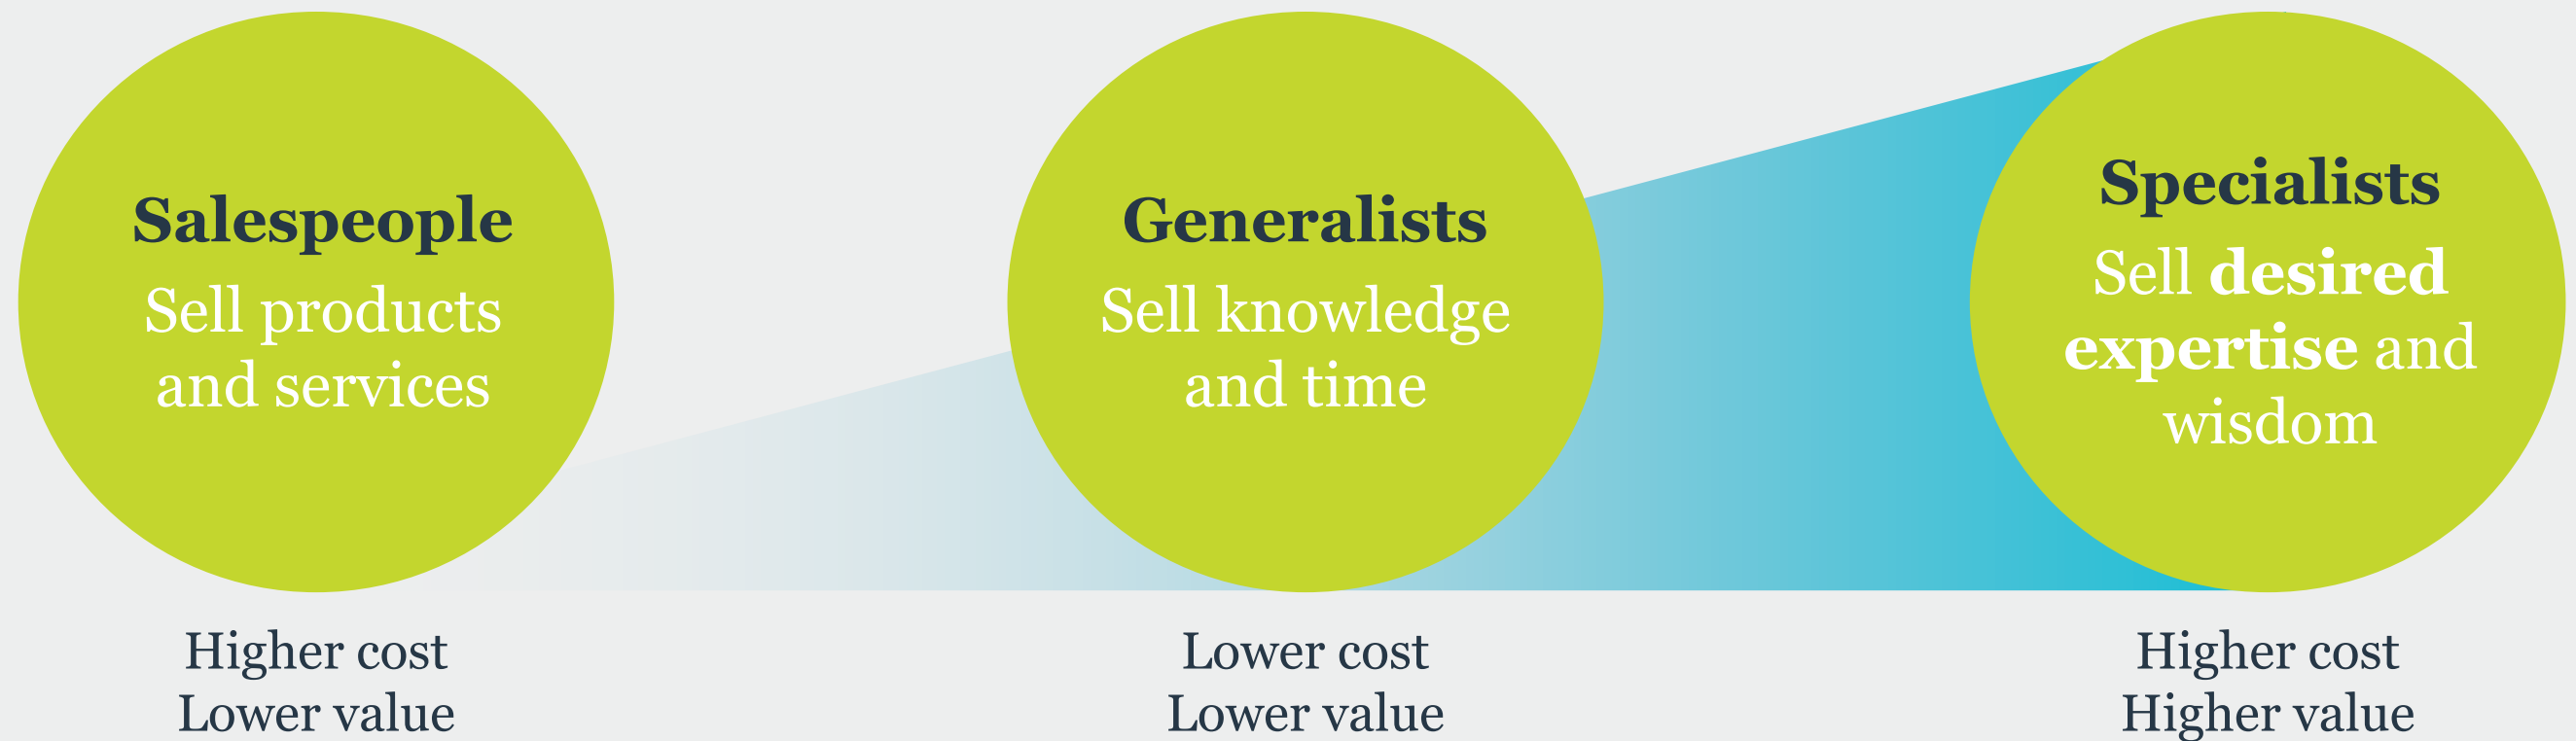 Salespeople
Sell products
and services
Higher cost
Lower value
Generalists
Sell knowledge
and time
Lower cost
Lower value
Specialists
Sell desired
expertise and
wisdom
Higher cost
Higher value